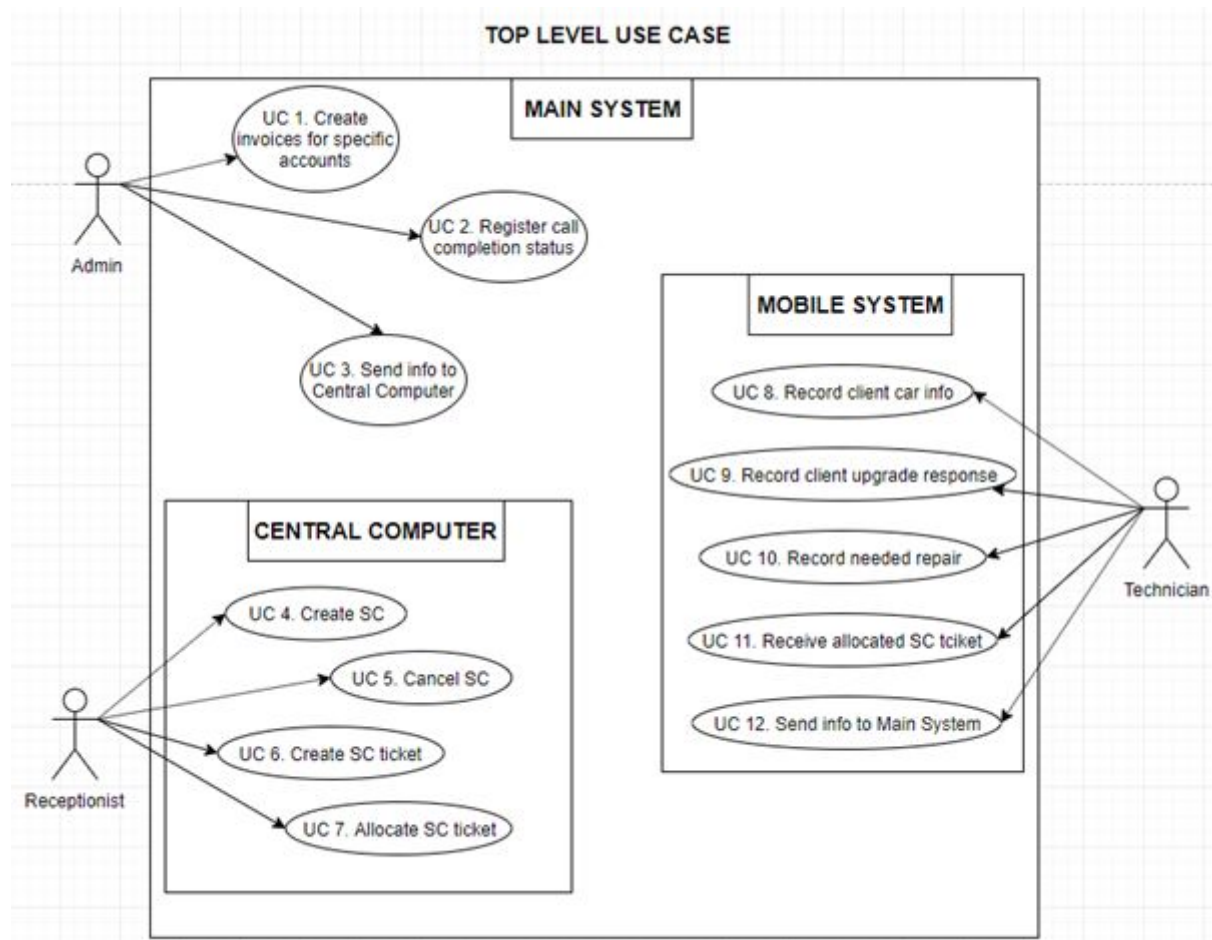 TOP LEVEL USE CASE
MAIN SYSTEM
UC 1. Create
invoices for specific
accounts
UC 2. Register call
completion status
Admin
UC 3. Send info to
Central Computer
MOBILE SYSTEM
UC 8. Record client car info
UC 9. Record client upgrade response
UC 10. Record needed repair
UC 11. Receive allocated SC tciket
UC 12. Send info to Main System
Technician
CENTRAL COMPUTER
UC 4. Create SC
UC 5. Cancel SC
UC 6. Create SC ticket
UC 7. Allocate SC ticket
Receptionist